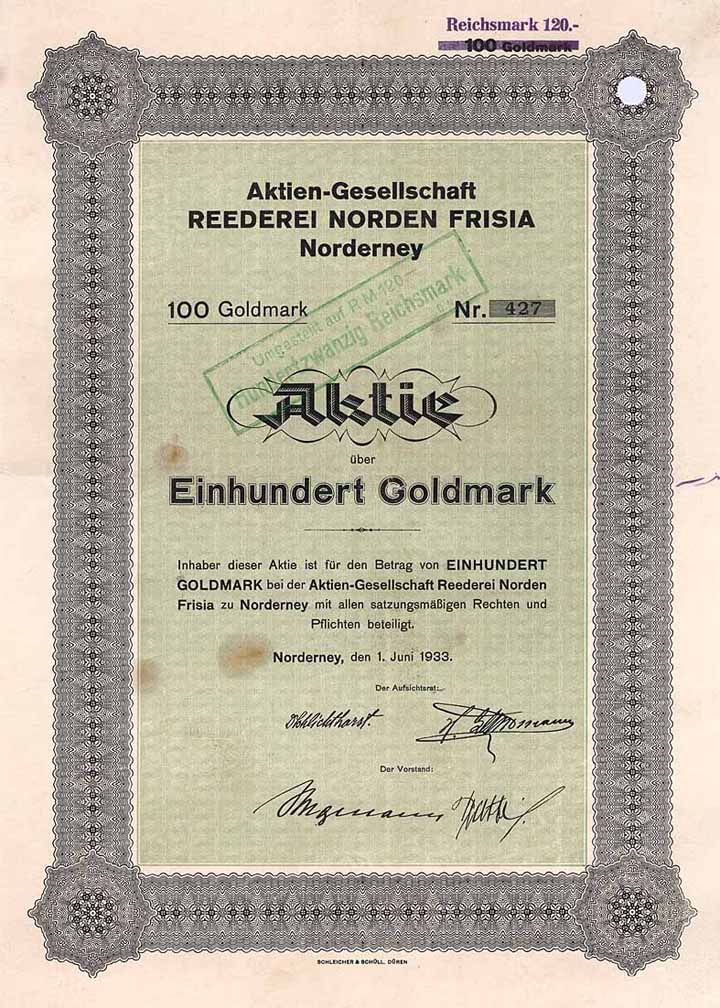 Reichsmark 120.-
100 Goldmark
Aktien-Gesellschaft
REEDEREI NORDEN FRISIA
Norderney
100 Goldmark
Nr. 427
Umgestellt auf R.M. 120.-
Hundertzwanzig Reichsmark
Aktie
über
Einhundert Goldmark
Inhaber dieser Aktie ist für den Betrag von EINHUNDERT
GOLDMARK bei der Aktien-Gesellschaft Reederei Norden
Frisia zu Norderney mit allen satzungsmäßigen Rechten und
Pflichten beteiligt.
Norderney, den 1. Juni 1933.
Der Aufsichtsrat:
Der Vorstand:
SCHLEICHER & SCHÜLL, DÜREN